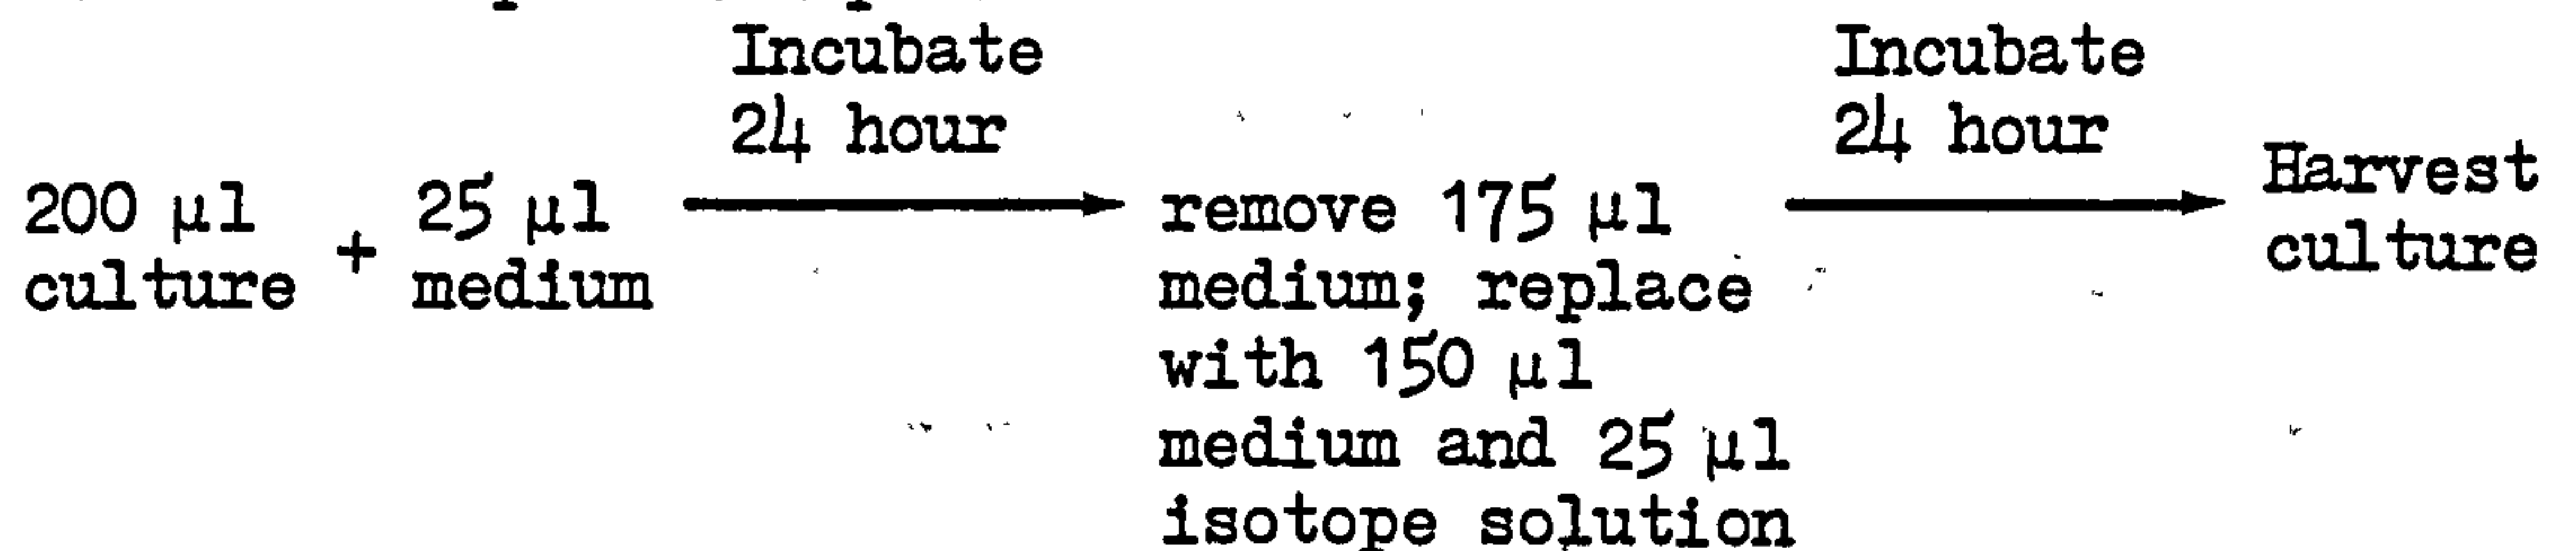 Incubate
24 hour
200 µl
culture
+
25 µl
medium
remove 175 µl
medium; replace
with 150 µl
medium and 25 µl
isotope solution
Incubate
24 hour
Harvest
culture